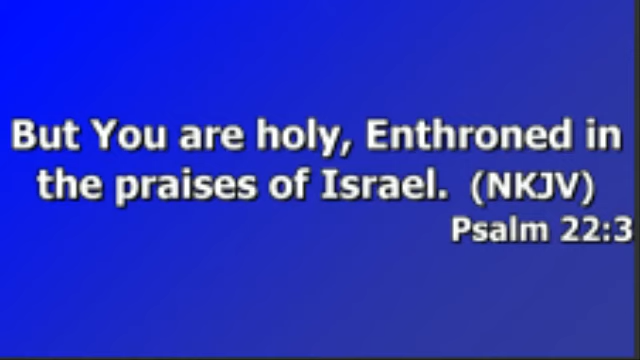 But You are holy, Enthroned in
the praises of Israel. (NKJV)
Psalm 22:3